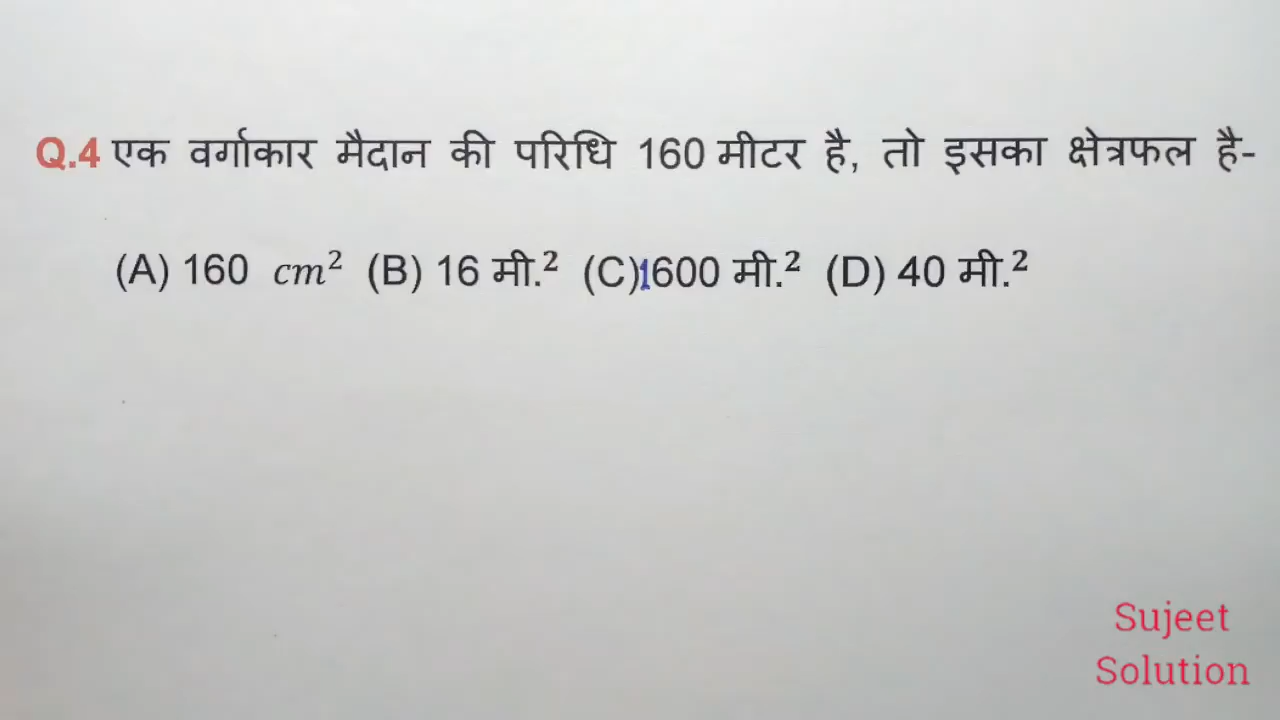 Q.4 एक वर्गाकार मैदान की परिधि 160 मीटर है, तो इसका क्षेत्रफल है-
(A) 160 cm² (B) 16 मी.² (C)1600 मी.² (D) 40 मी.²
Sujeet
Solution